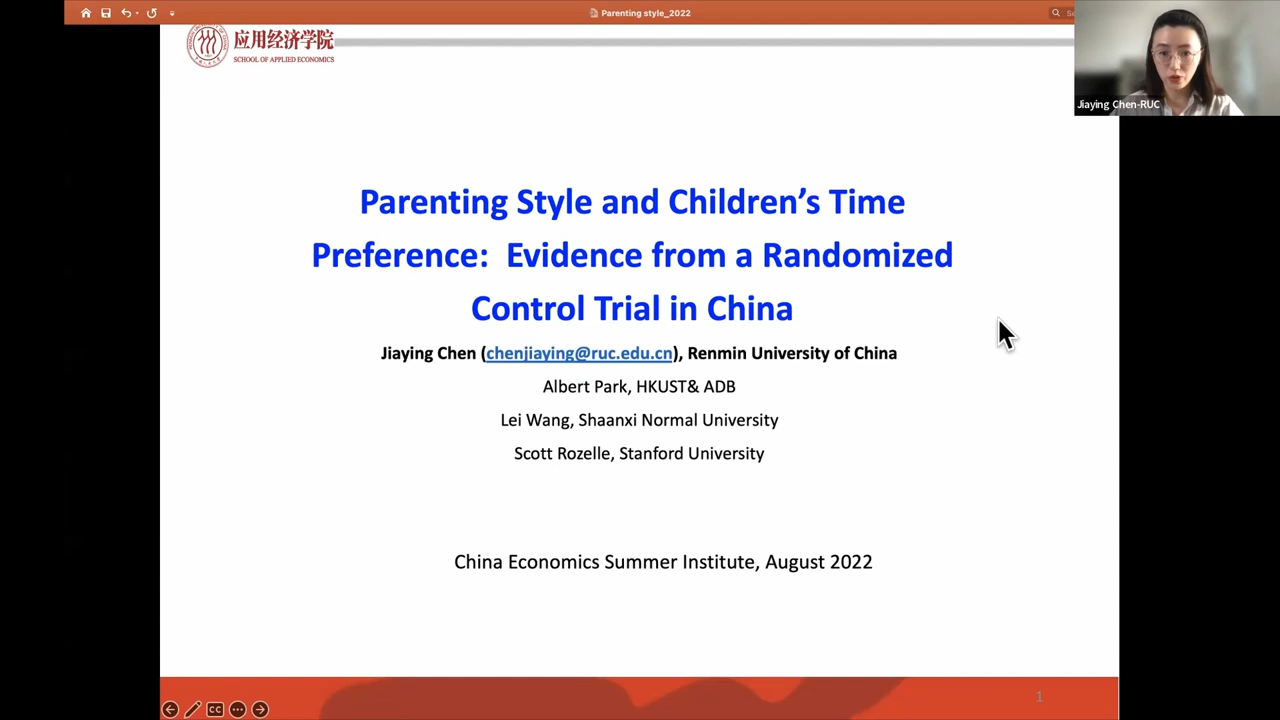 Parenting style_2022
应用经济学院
SCHOOL OF APPLIED ECONOMICS
Jiaying Chen-RUC
Parenting Style and Children’s Time
Preference: Evidence from a Randomized
Control Trial in China
Jiaying Chen (chenjiaying@ruc.edu.cn), Renmin University of China
Albert Park, HKUST& ADB
Lei Wang, Shaanxi Normal University
Scott Rozelle, Stanford University
China Economics Summer Institute, August 2022
CC
1